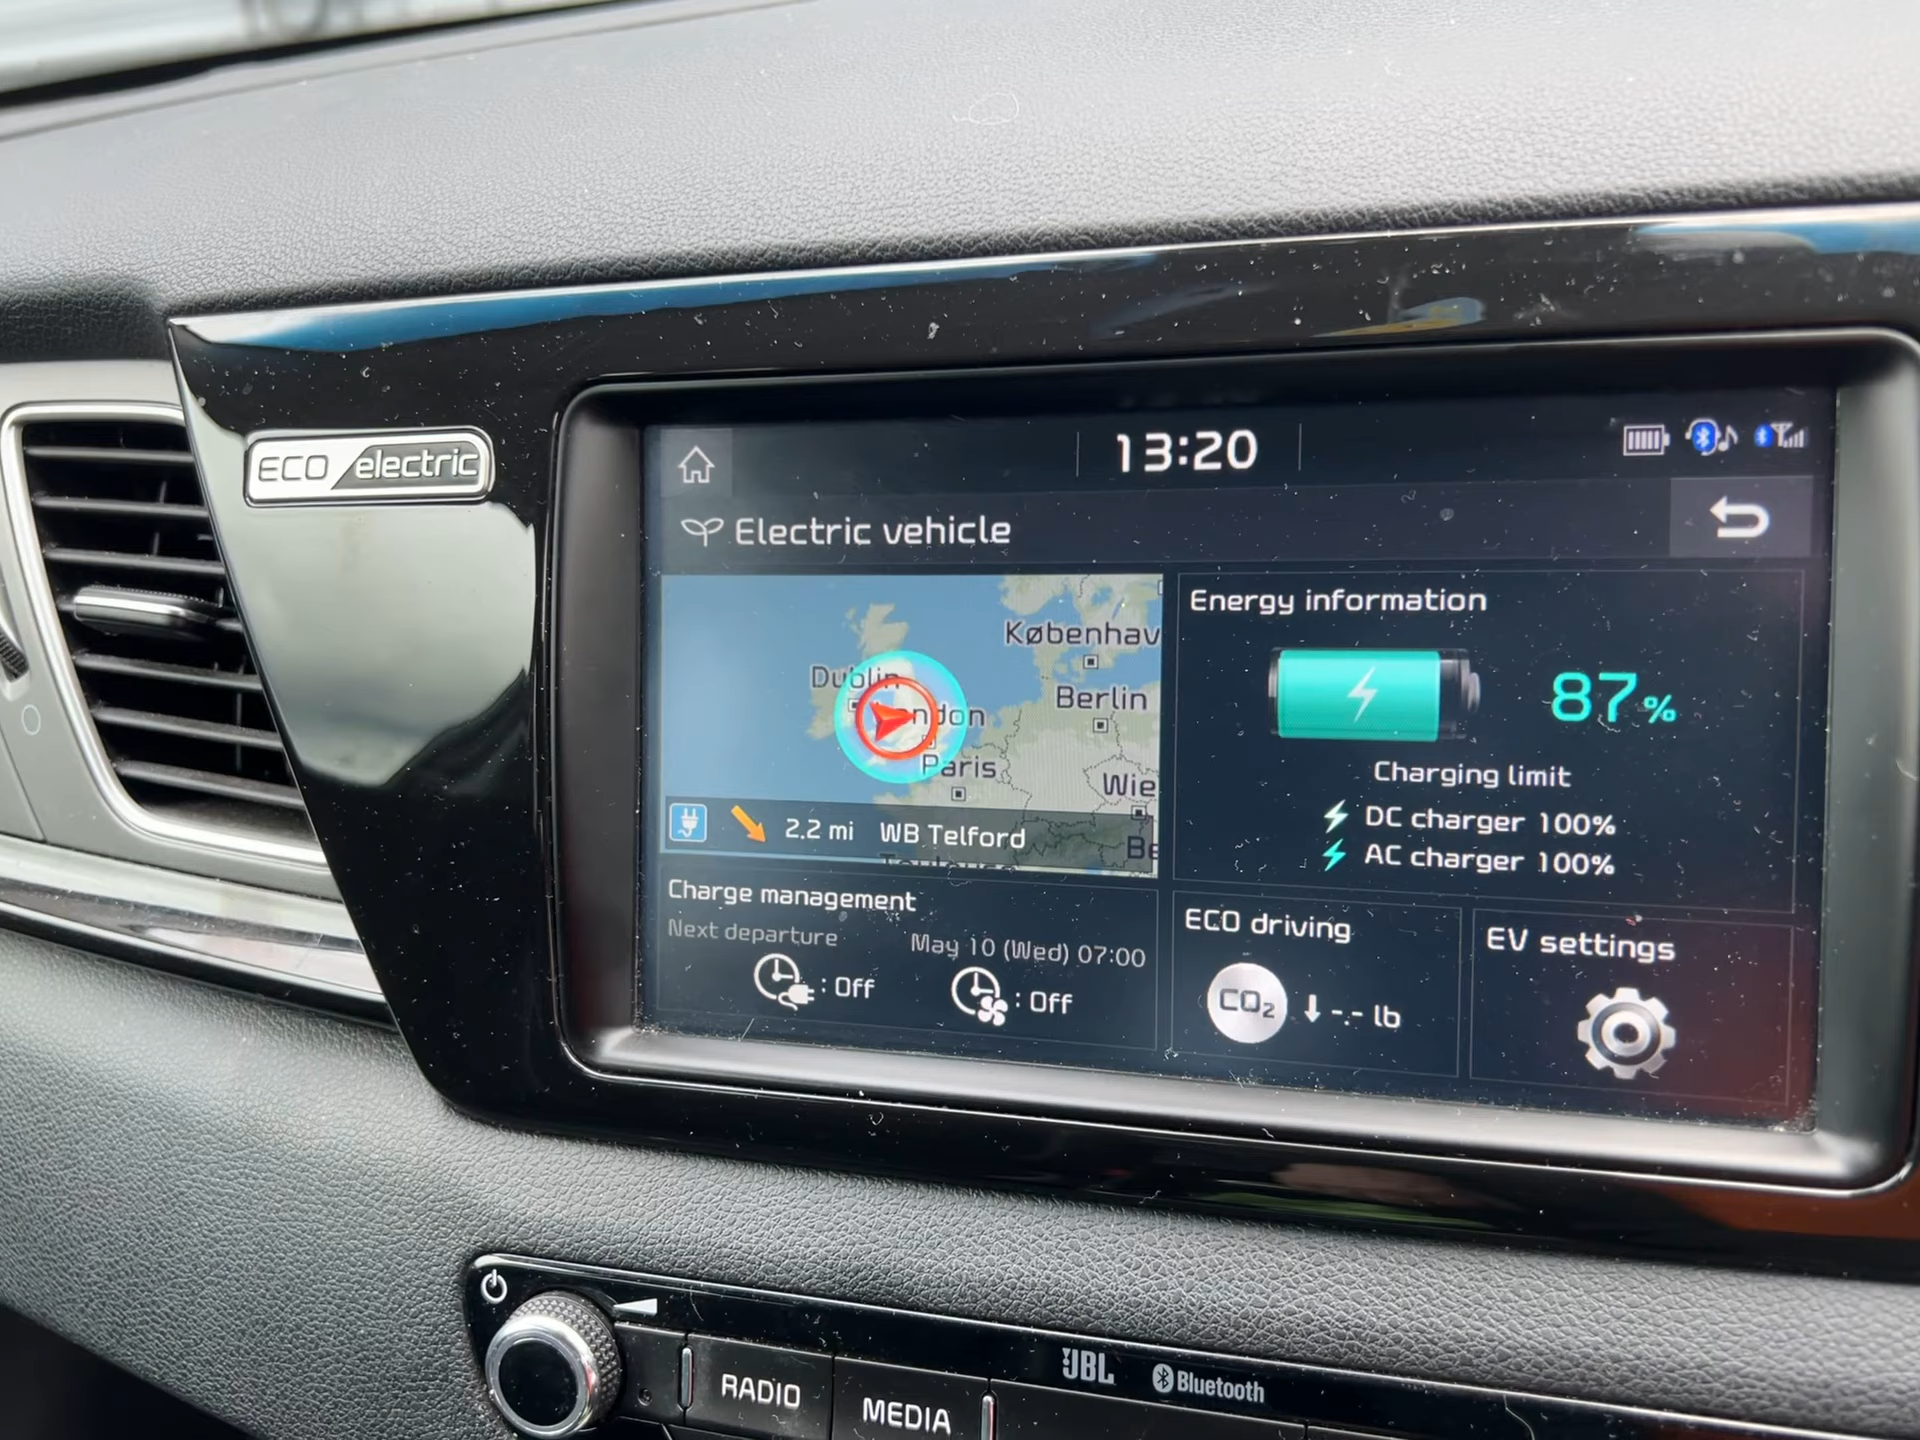 ECO electric
13:20
Electric vehicle
Københav
Dublin
Berlin
Paris
Wie
2.2 mi WB Telford
Energy information
87%
Charging limit
DC charger 100%
AC charger 100%
Charge management
Next departure May 10 (Wed) 07:00
: Off : Off
ECO driving
CO₂ ↓ -.- lb
EV settings
RADIO
MEDIA
JBL
Bluetooth